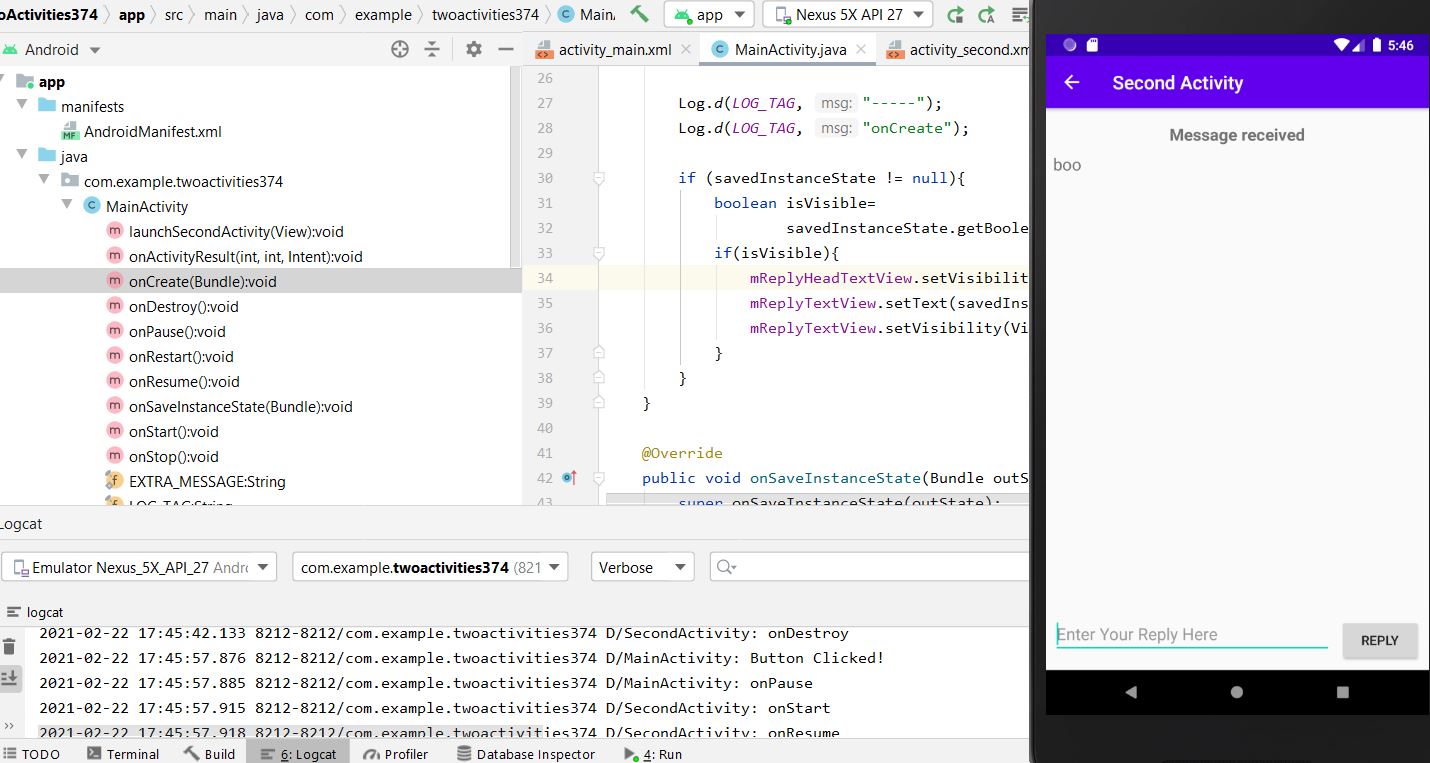 oActivities374 app src main java com example twoactivities374 C Main. app Nexus 5X API 27
Android
activity_main.xml MainActivity.java activity_second.xm
app
manifests
AndroidManifest.xml
java
com.example.twoactivities374
MainActivity
launchSecondActivity(View):void
onActivityResult(int, int, Intent):void
onCreate(Bundle):void
onDestroy():void
onPause():void
onRestart():void
onResume():void
onSaveInstanceState(Bundle):void
onStart():void
onStop():void
EXTRA_MESSAGE:String
LOG_TAG:String
26
27 Log.d(LOG_TAG, msg: "-----");
28 Log.d(LOG_TAG, msg: "onCreate");
29
30 if (savedInstanceState != null){
31 boolean isVisible=
32 savedInstanceState.getBoole
33 if(isVisible){
34 mReplyHeadTextView.setVisibilit
35 mReplyTextView.setText(savedIns
36 mReplyTextView.setVisibility(Vi
37 }
38 }
39 }
40
41 @Override
42 public void onSaveInstanceState(Bundle outS
43 super.onSaveInstanceState(outState);
Logcat
Emulator Nexus_5X_API_27 Andrc com.example.twoactivities374 (821 Verbose Q
logcat
2021-02-22 17:45:42.133 8212-8212/com.example.twoactivities374 D/SecondActivity: onDestroy
2021-02-22 17:45:57.876 8212-8212/com.example.twoactivities374 D/MainActivity: Button Clicked!
2021-02-22 17:45:57.885 8212-8212/com.example.twoactivities374 D/MainActivity: onPause
2021-02-22 17:45:57.915 8212-8212/com.example.twoactivities374 D/SecondActivity: onStart
2021-02-22 17:45:57.918 8212-8212/com.example.twoactivities374 D/SecondActivity: onResume
TODO Terminal Build 6: Logcat Profiler Database Inspector 4: Run
5:46
Second Activity
Message received
boo
Enter Your Reply Here REPLY